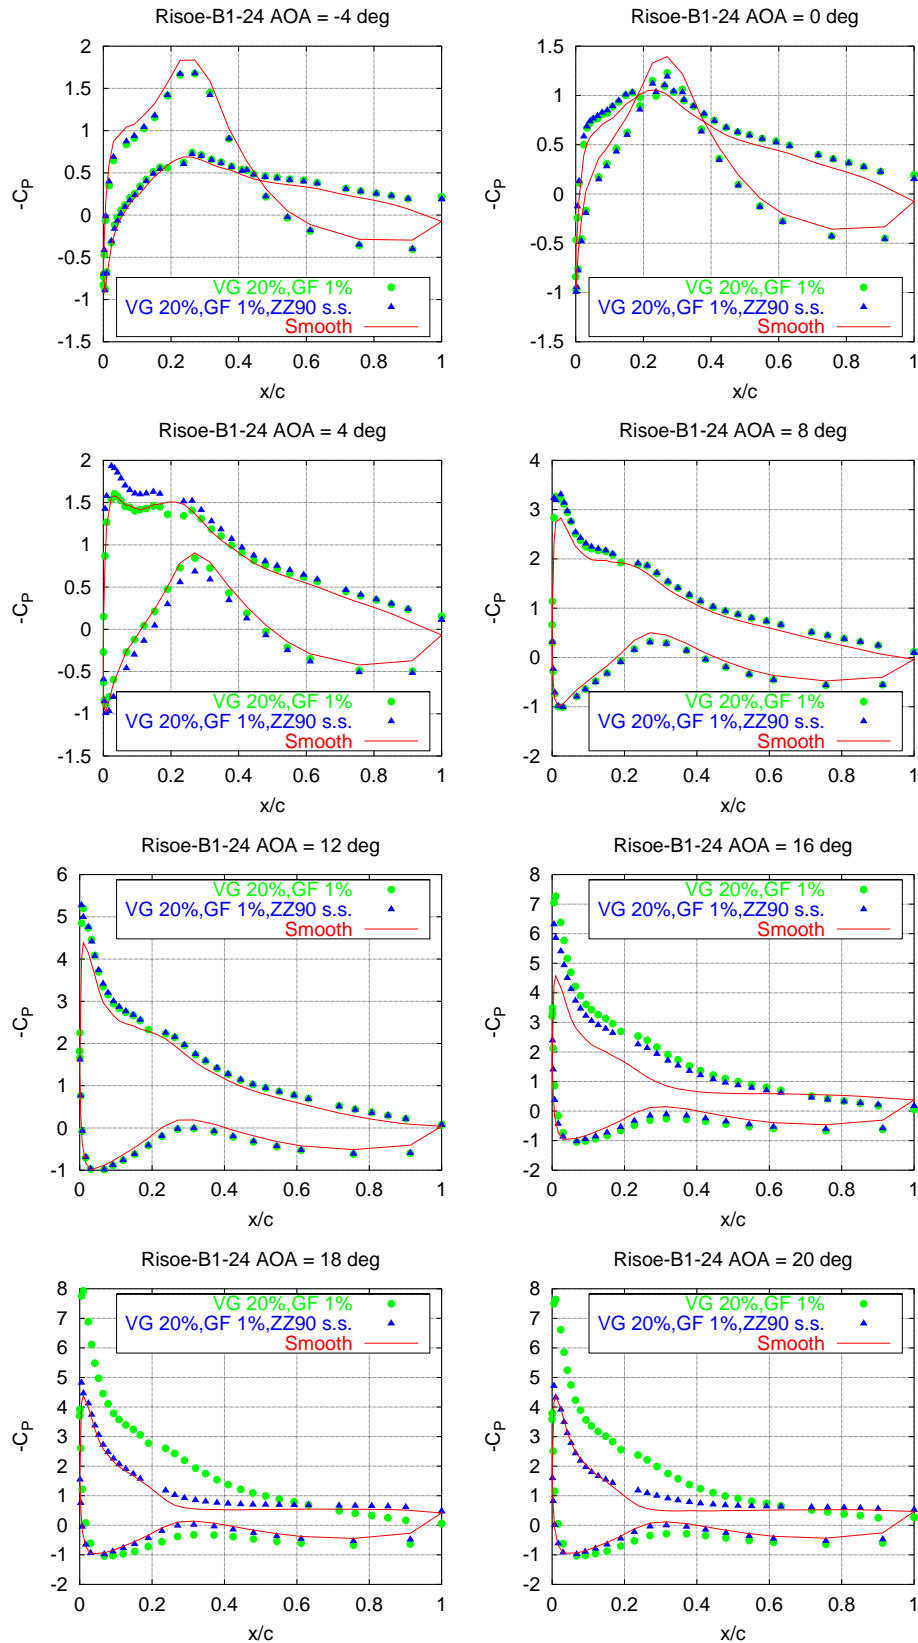 Risoe-B1-24 AOA = -4 deg
2
1.5
1
0.5
0
-0.5
-1
-1.5
-CP
VG 20%,GF 1%
VG 20%,GF 1%,ZZ90 s.s.
Smooth
0 0.2 0.4 0.6 0.8 1
x/c
Risoe-B1-24 AOA = 0 deg
1.5
1
0.5
0
-0.5
-1
-1.5
-CP
VG 20%,GF 1%
VG 20%,GF 1%,ZZ90 s.s.
Smooth
0 0.2 0.4 0.6 0.8 1
x/c
Risoe-B1-24 AOA = 4 deg
2
1.5
1
0.5
0
-0.5
-1
-1.5
-CP
VG 20%,GF 1%
VG 20%,GF 1%,ZZ90 s.s.
Smooth
0 0.2 0.4 0.6 0.8 1
x/c
Risoe-B1-24 AOA = 8 deg
4
3
2
1
0
-1
-2
-CP
VG 20%,GF 1%
VG 20%,GF 1%,ZZ90 s.s.
Smooth
0 0.2 0.4 0.6 0.8 1
x/c
Risoe-B1-24 AOA = 12 deg
6
5
4
3
2
1
0
-1
-CP
VG 20%,GF 1%
VG 20%,GF 1%,ZZ90 s.s.
Smooth
0 0.2 0.4 0.6 0.8 1
x/c
Risoe-B1-24 AOA = 16 deg
8
7
6
5
4
3
2
1
0
-1
-2
-CP
VG 20%,GF 1%
VG 20%,GF 1%,ZZ90 s.s.
Smooth
0 0.2 0.4 0.6 0.8 1
x/c
Risoe-B1-24 AOA = 18 deg
8
7
6
5
4
3
2
1
0
-1
-2
-CP
VG 20%,GF 1%
VG 20%,GF 1%,ZZ90 s.s.
Smooth
0 0.2 0.4 0.6 0.8 1
x/c
Risoe-B1-24 AOA = 20 deg
8
7
6
5
4
3
2
1
0
-1
-2
-CP
VG 20%,GF 1%
VG 20%,GF 1%,ZZ90 s.s.
Smooth
0 0.2 0.4 0.6 0.8 1
x/c